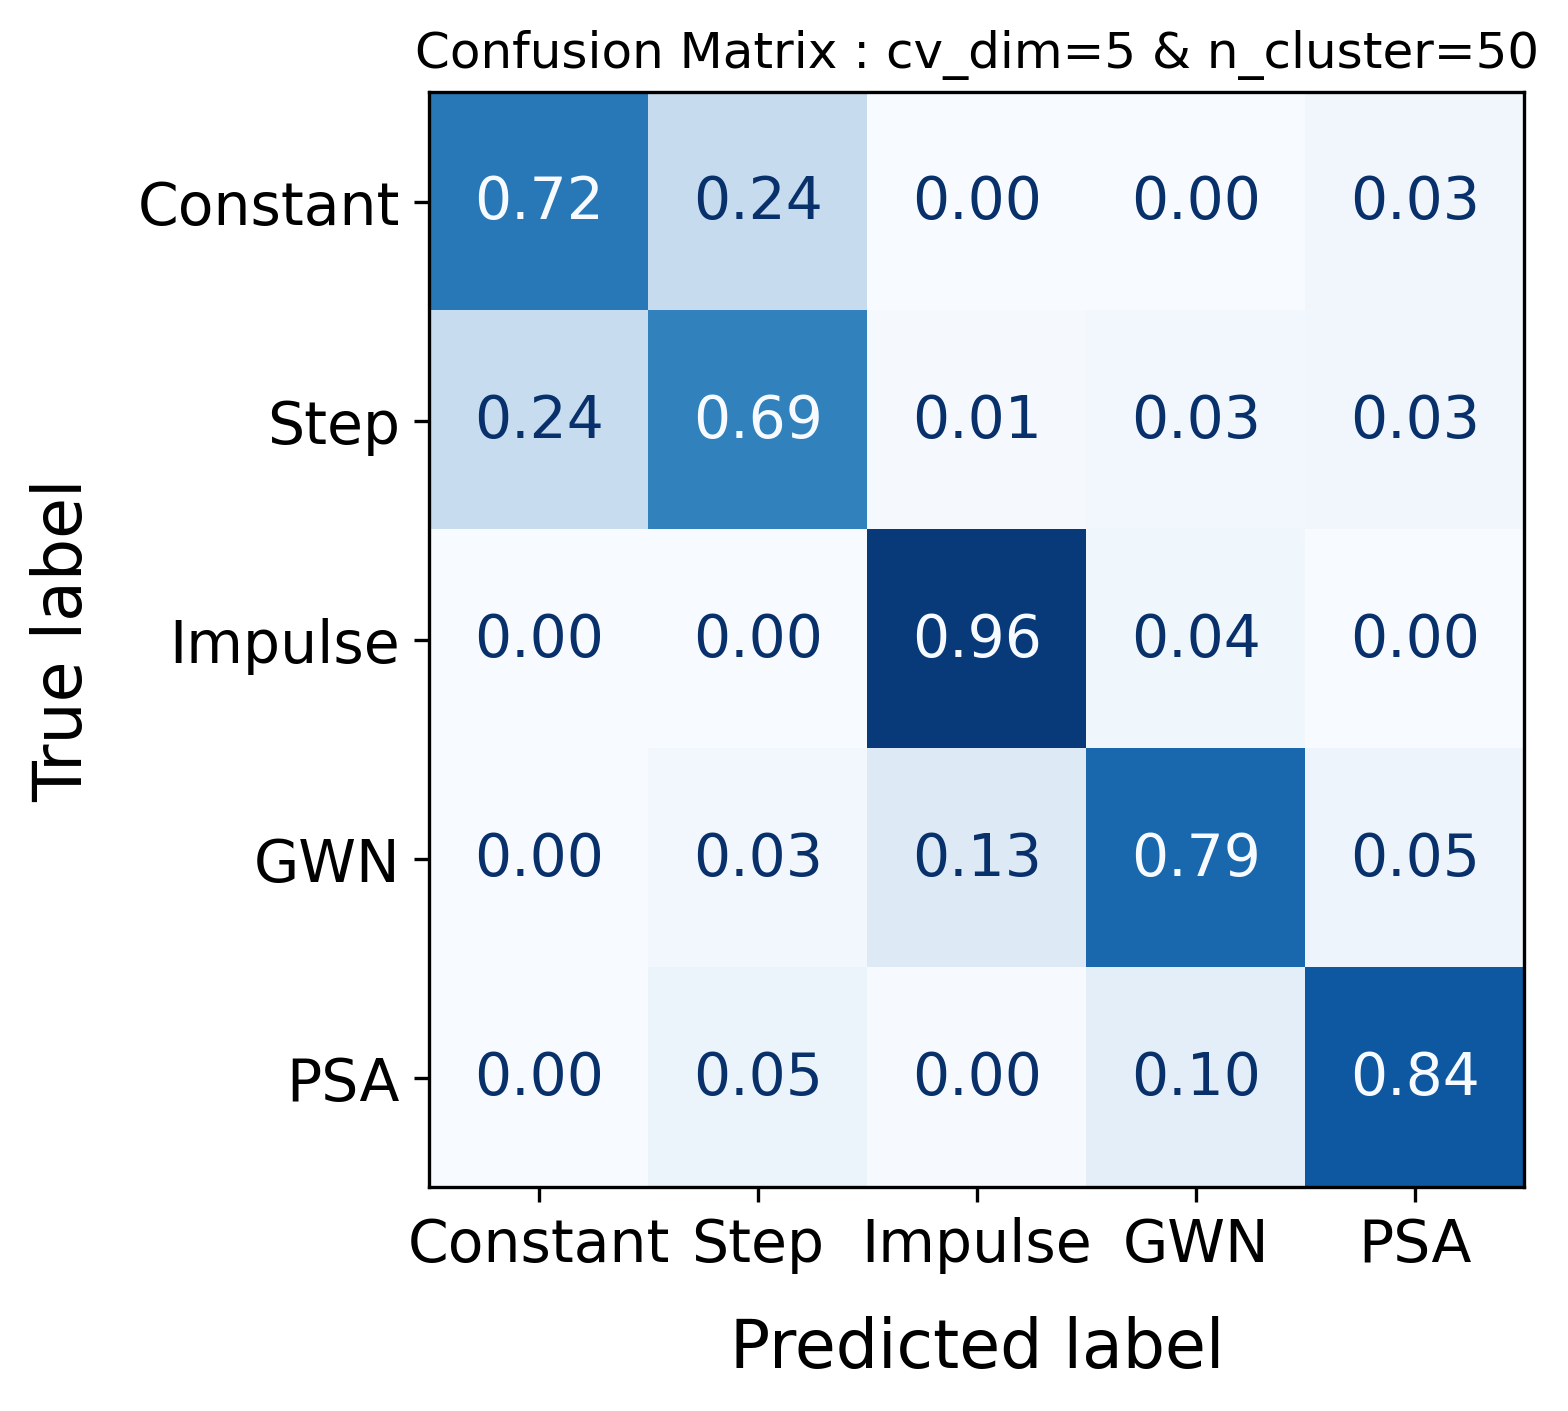 Confusion Matrix : cv_dim=5 & n_cluster=50
True label
Constant 0.72 0.24 0.00 0.00 0.03
Step 0.24 0.69 0.01 0.03 0.03
Impulse 0.00 0.00 0.96 0.04 0.00
GWN 0.00 0.03 0.13 0.79 0.05
PSA 0.00 0.05 0.00 0.10 0.84
Constant Step Impulse GWN PSA
Predicted label